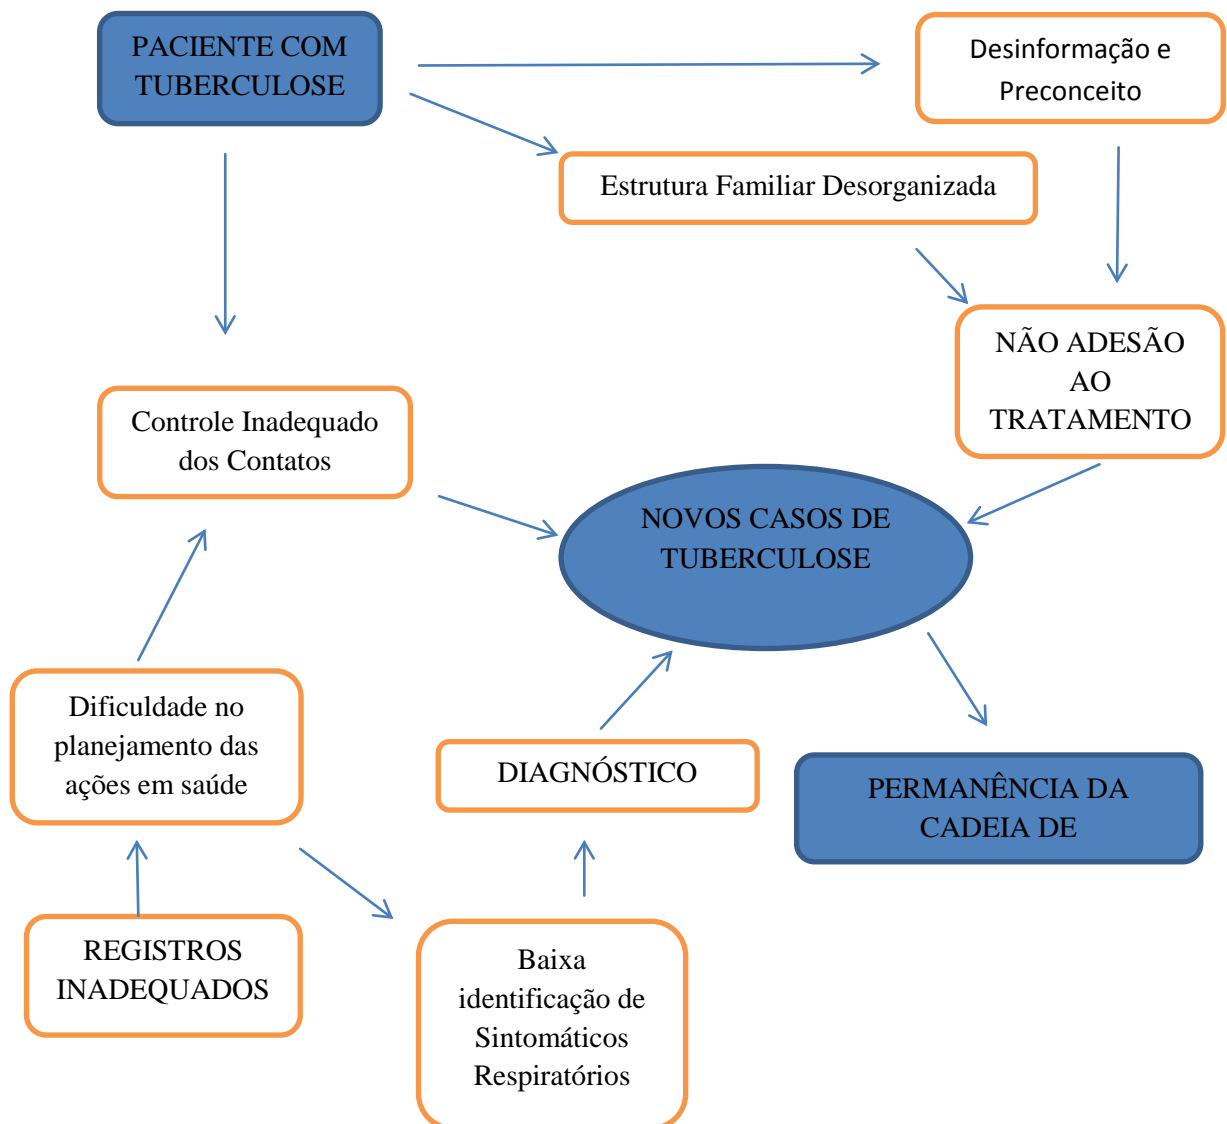 PACIENTE COM
TUBERCULOSE
Desinformação e
Preconceito
Estrutura Familiar Desorganizada
NÃO ADESÃO
AO
TRATAMENTO
Controle Inadequado
dos Contatos
NOVOS CASOS DE
TUBERCULOSE
Dificuldade no
planejamento das
ações em saúde
DIAGNÓSTICO
PERMANÊNCIA DA
CADEIA DE
REGISTROS
INADEQUADOS
Baixa
identificação de
Sintomáticos
Respiratórios